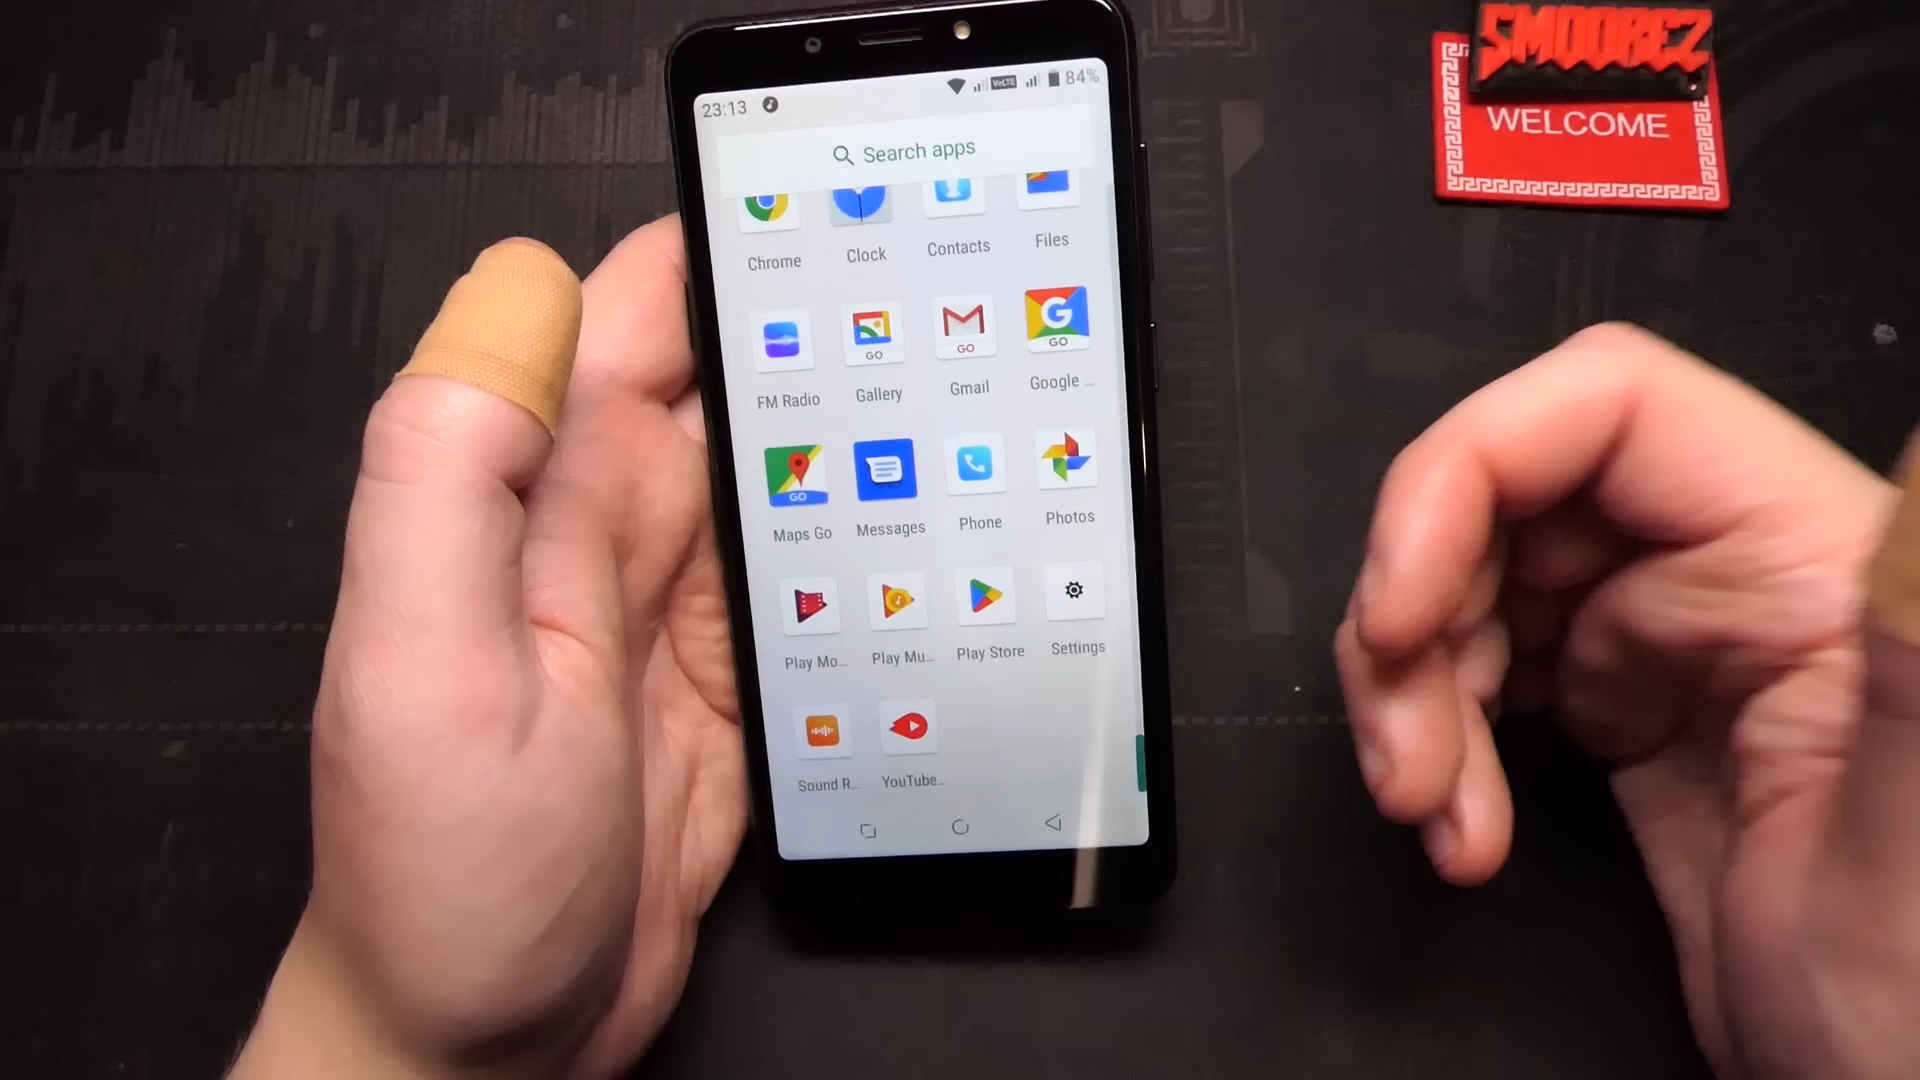 SMOOREZ
WELCOME
23:13 VoLTE 84%
Search apps
Chrome Clock Contacts Files
GO GO G GO
FM Radio Gallery Gmail Google ...
GO
Maps Go Messages Phone Photos
Play Mo... Play Mu... Play Store Settings
Sound R... YouTube...